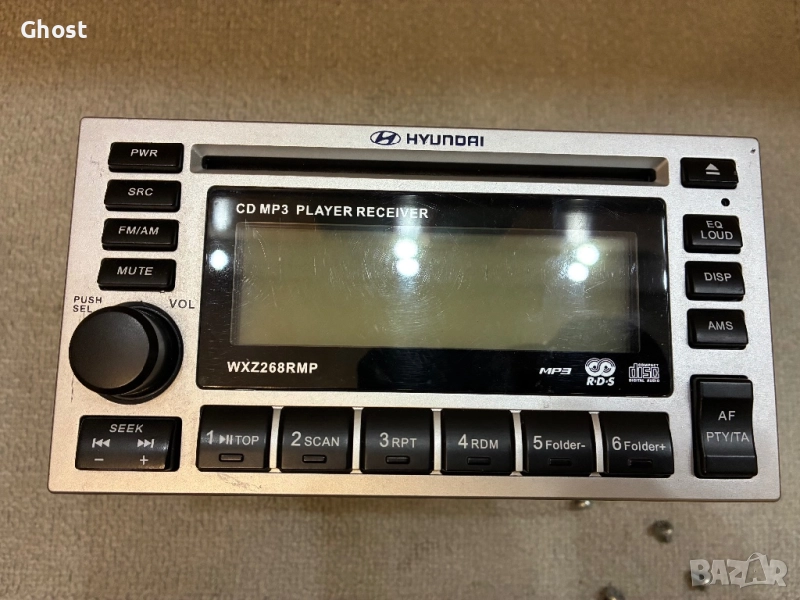 Ghost
HYUNDAI
PWR
SRC
FM/AM
MUTE
PUSH
SEL
VOL
CD MP3 PLAYER RECEIVER
EQ
LOUD
DISP
AMS
WXZ268RMP
MP3
R·D·S
COMPACT
disc
DIGITAL AUDIO
SEEK
- +
1 TOP
2 SCAN
3 RPT
4 RDM
5 Folder-
6 Folder+
AF
PTY/TA
BAZAR